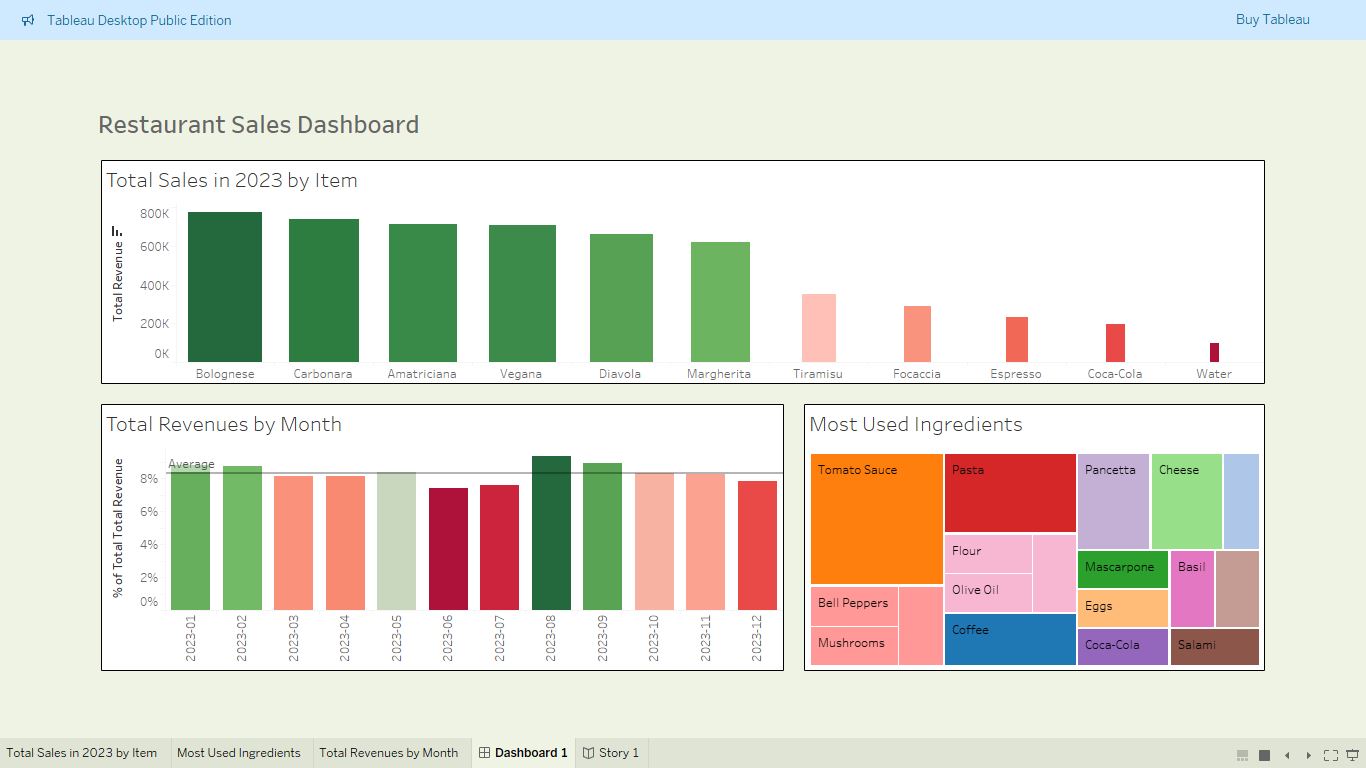 Tableau Desktop Public Edition
Buy Tableau
Restaurant Sales Dashboard
Total Sales in 2023 by Item
Total Revenue
800K
600K
400K
200K
0K
Bolognese Carbonara Amatriciana Vegana Diavola Margherita Tiramisu Focaccia Espresso Coca-Cola Water
Total Revenues by Month
% of Total Total Revenue
Average
8%
6%
4%
2%
0%
2023-01 2023-02 2023-03 2023-04 2023-05 2023-06 2023-07 2023-08 2023-09 2023-10 2023-11 2023-12
Most Used Ingredients
Tomato Sauce Pasta Pancetta Cheese
Flour
Mascarpone Basil
Olive Oil
Bell Peppers Eggs
Coffee
Mushrooms Coca-Cola Salami
Total Sales in 2023 by Item Most Used Ingredients Total Revenues by Month Dashboard 1 Story 1